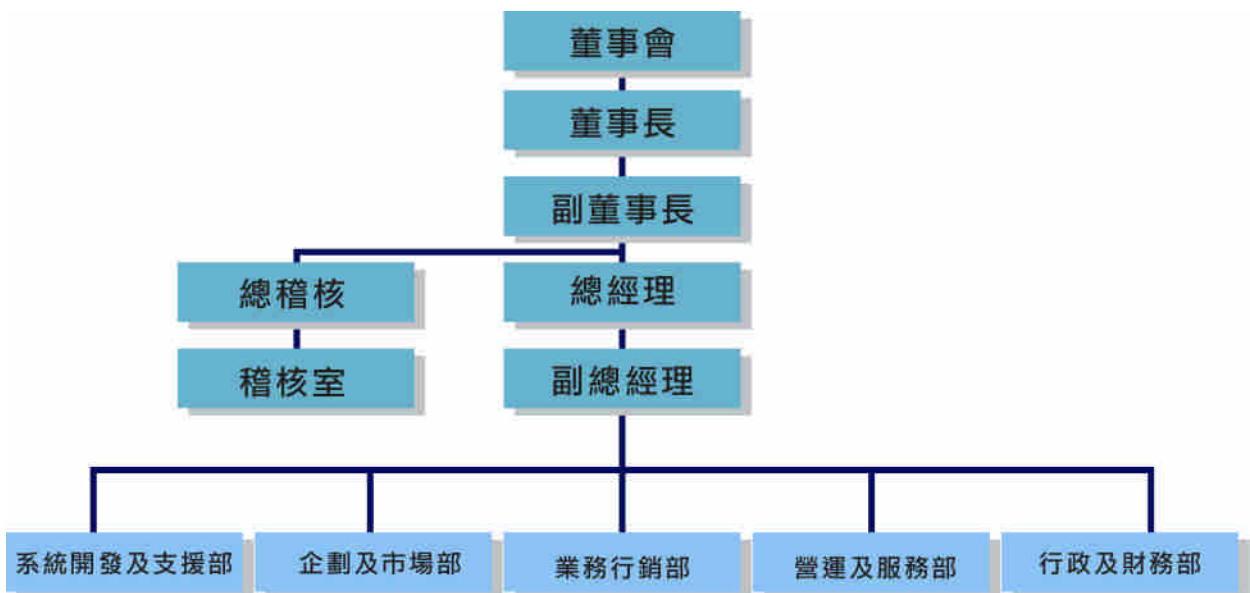 董事會
董事長
副董事長
總稽核
總經理
稽核室
副總經理
系統開發及支援部
企劃及市場部
業務行銷部
營運及服務部
行政及財務部